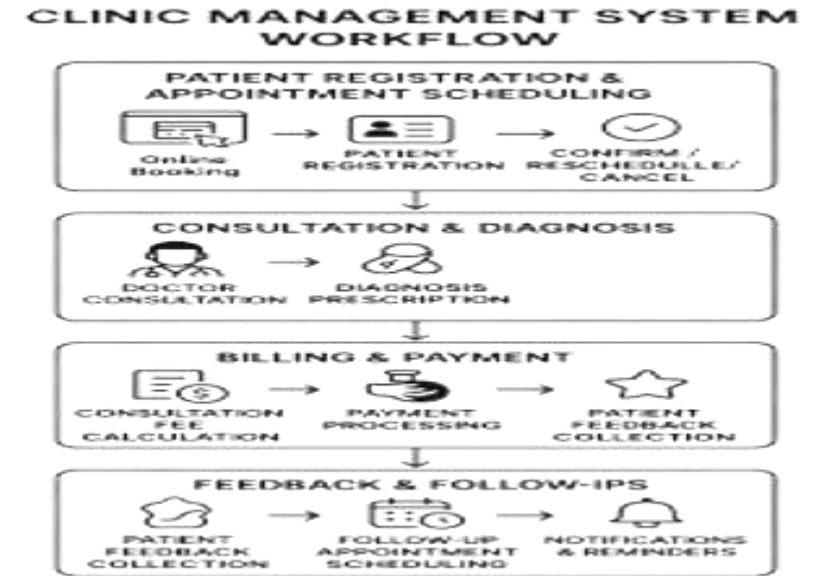 CLINIC MANAGEMENT SYSTEM
WORKFLOW
PATIENT REGISTRATION &
APPOINTMENT SCHEDULING
Online
Booking
PATIENT
REGISTRATION
CONFIRM /
RESCHEDULLE/
CANCEL
CONSULTATION & DIAGNOSIS
DOCTOR
CONSULTATION
DIAGNOSIS
PRESCRIPTION
BILLING & PAYMENT
CONSULTATION
FEE
CALCULATION
PAYMENT
PROCESSING
PATIENT
FEEDBACK
COLLECTION
FEEDBACK & FOLLOW-IPS
PATIENT
FEEDBACK
COLLECTION
FOLLOW-UP
APPOINTMENT
SCHEDULING
NOTIFICATIONS
& REMINDERS